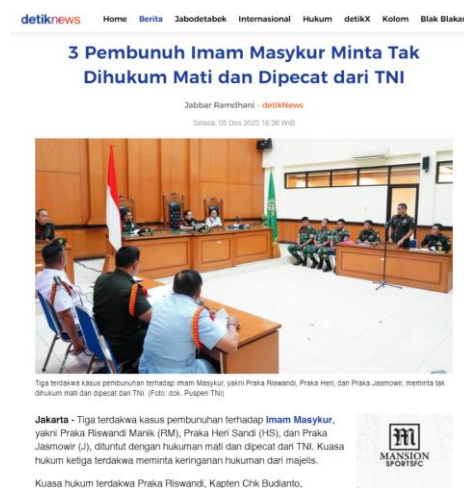 detiknews Home Berita Jabodetabek Internasional Hukum detikX Kolom Blak Blakan
3 Pembunuh Imam Masykur Minta Tak
Dihukum Mati dan Dipecat dari TNI
Jabbar Ramdhani - detikNews
Selasa, 05 Des 2023 16:38 WIB
Tiga terdakwa kasus pembunuhan terhadap Imam Masykur, yakni Praka Riswandi, Praka Heri, dan Praka Jasmowir, meminta tak
dihukum mati dan dipecat dari TNI. (Foto: dok. Puspen TNI)
Jakarta - Tiga terdakwa kasus pembunuhan terhadap Imam Masykur,
yakni Praka Riswandi Manik (RM), Praka Heri Sandi (HS), dan Praka
Jasmowir (J), dituntut dengan hukuman mati dan dipecat dari TNI. Kuasa
hukum ketiga terdakwa meminta keringanan hukuman dari majelis.
Kuasa hukum terdakwa Praka Riswandi, Kapten Chk Budianto,
M
MANSION
SPORTSFC